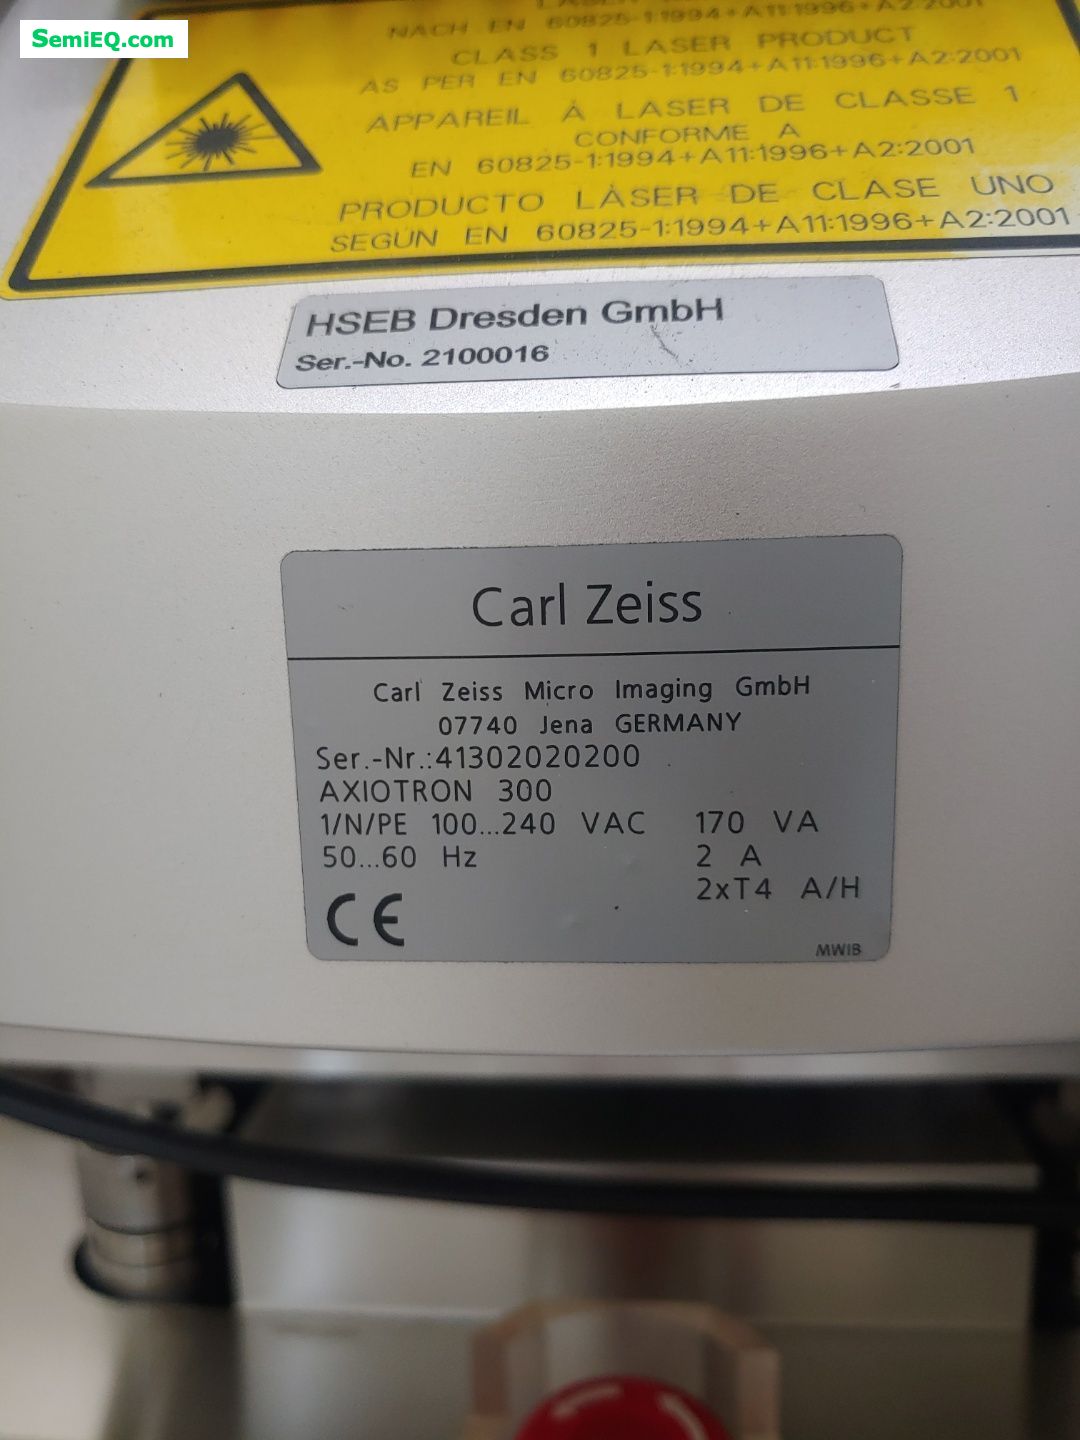 SemiEQ.com
NACH EN 60825-1:1994+A11:1996+A2:2001
CLASS 1 LASER PRODUCT
AS PER EN 60825-1:1994+A11:1996+A2:2001
APPAREIL À LASER DE CLASSE 1
CONFORME A
EN 60825-1:1994+A11:1996+A2:2001
PRODUCTO LÀSER DE CLASE UNO
SEGÚN EN 60825-1:1994+A11:1996+A2:2001
HSEB Dresden GmbH
Ser.-No. 2100016
Carl Zeiss
Carl Zeiss Micro Imaging GmbH
07740 Jena GERMANY
Ser.-Nr.:41302020200
AXIOTRON 300
1/N/PE 100...240 VAC 170 VA
50...60 Hz 2 A
2xT4 A/H
CE
MWIB